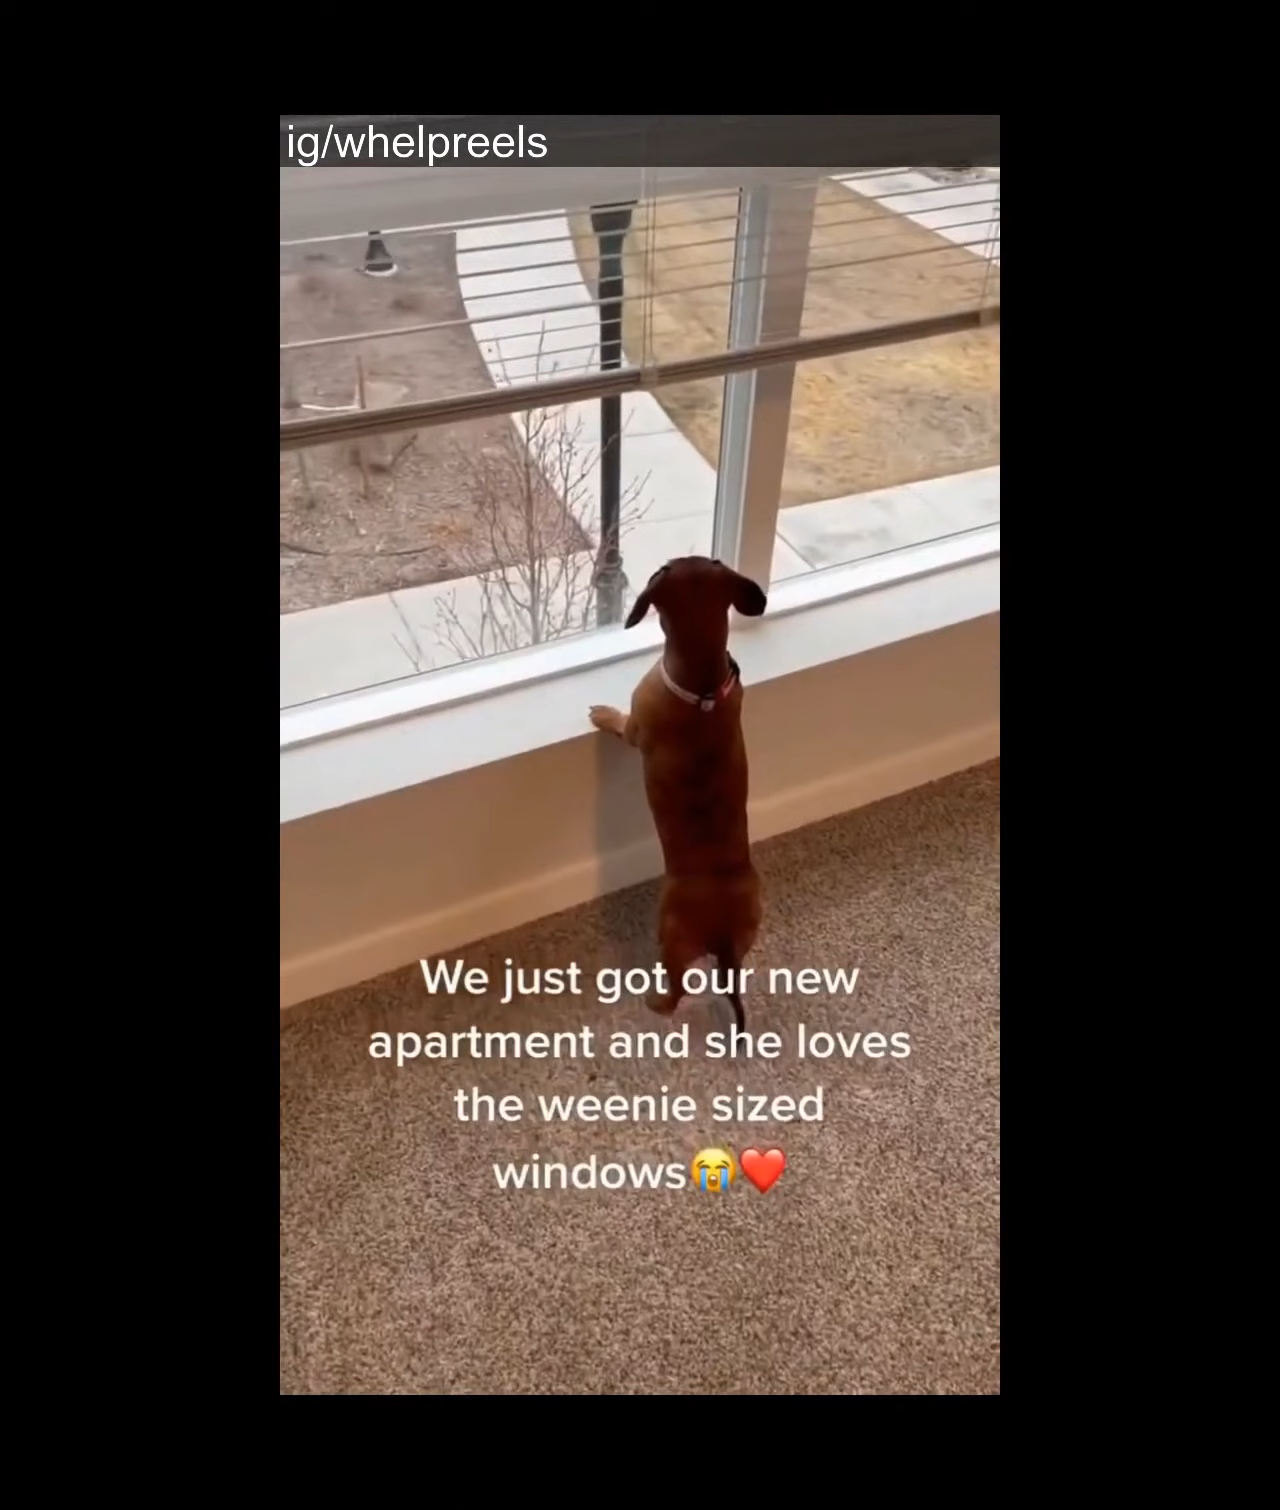 ig/whelpreels
We just got our new
apartment and she loves
the weenie sized
windows😭❤️